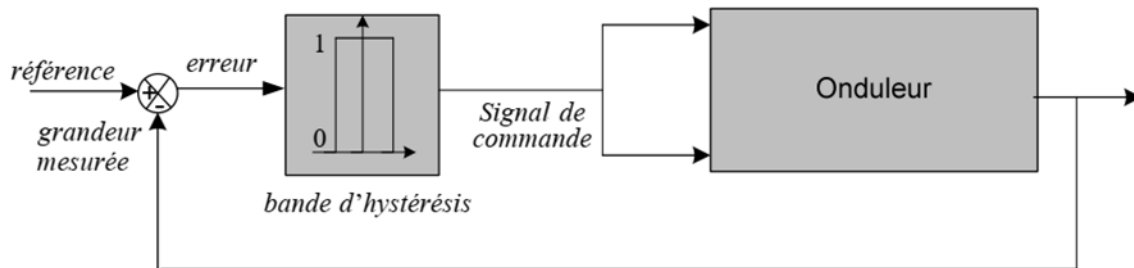 référence
+
-
grandeur
mesurée
erreur
1
0
bande d'hystérésis
Signal de
commande
Onduleur